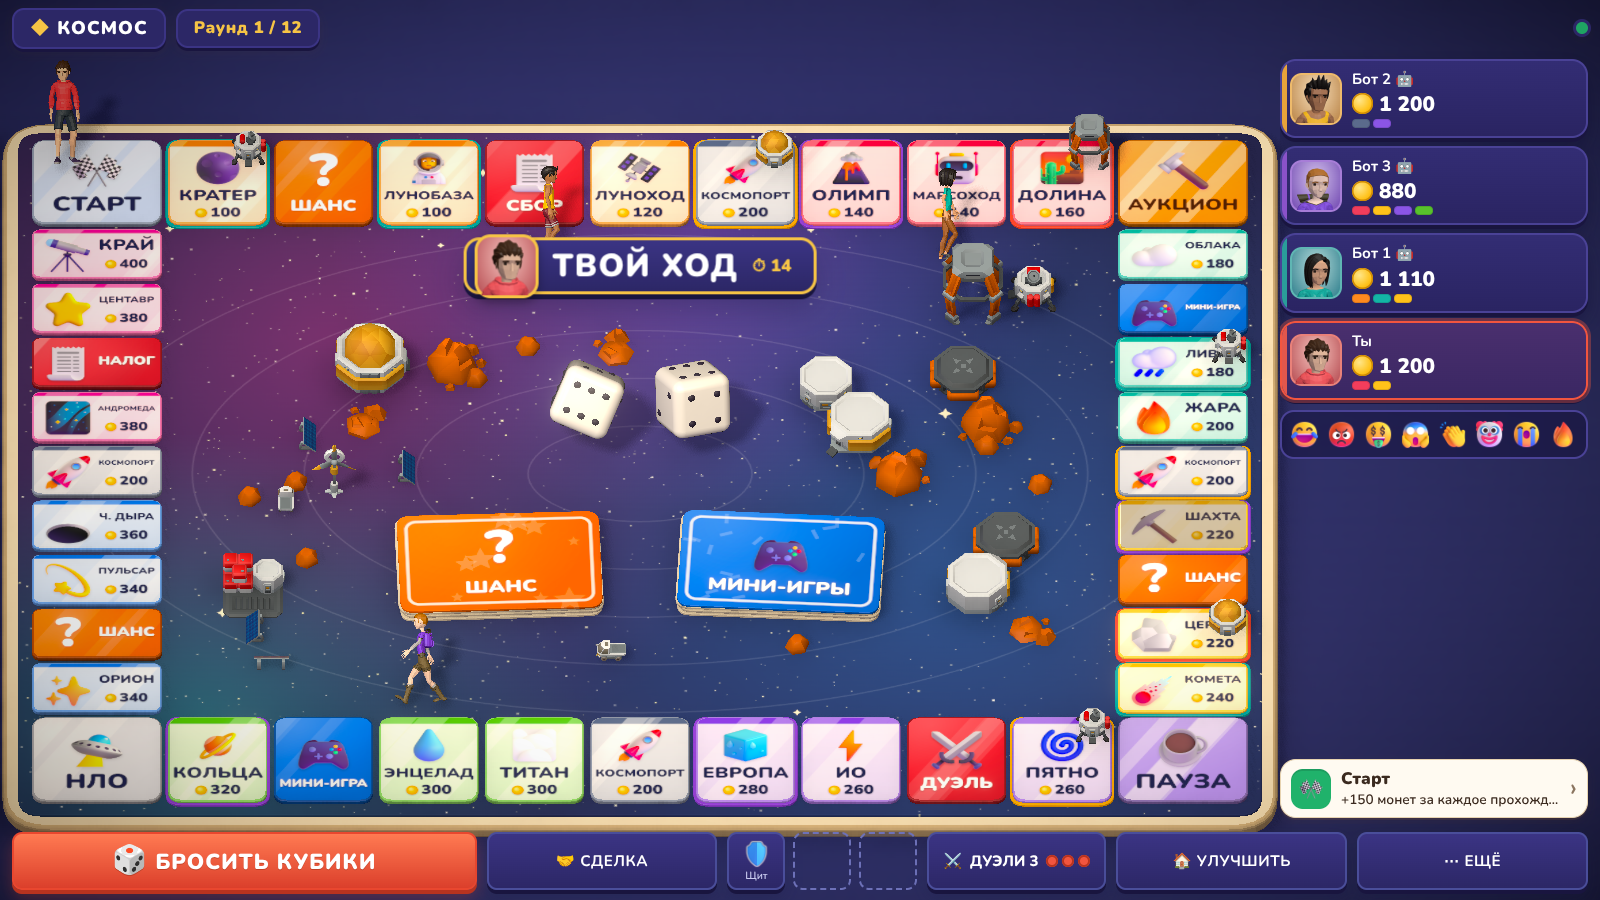 КОСМОС
Раунд 1 / 12
СТАРТ
КРАТЕР
100
?
ШАНС
ЛУНОБАЗА
100
ЛУНОХОД
120
КОСМОПОРТ
200
ОЛИМП
140
ДОЛИНА
160
АУКЦИОН
КРАЙ
400
ЦЕНТАВР
380
НАЛОГ
АНДРОМЕДА
380
КОСМОПОРТ
200
Ч. ДЫРА
360
ПУЛЬСАР
340
?
ШАНС
ОРИОН
340
ТВОЙ ХОД
14
?
ШАНС
МИНИ-ИГРЫ
ОБЛАКА
180
МИНИ-ИГРА
180
ЖАРА
200
КОСМОПОРТ
200
ШАХТА
220
?
ШАНС
220
КОМЕТА
240
НЛО
КОЛЬЦА
320
МИНИ-ИГРА
ЭНЦЕЛАД
300
ТИТАН
300
КОСМОПОРТ
200
ЕВРОПА
280
ИО
260
ДУЭЛЬ
ПЯТНО
260
ПАУЗА
Бот 2
1 200
Бот 3
880
Бот 1
1 110
Ты
1 200
Старт
+150 монет за каждое прохожд...
БРОСИТЬ КУБИКИ
СДЕЛКА
Щит
ДУЭЛИ 3
УЛУЧШИТЬ
··· ЕЩЁ